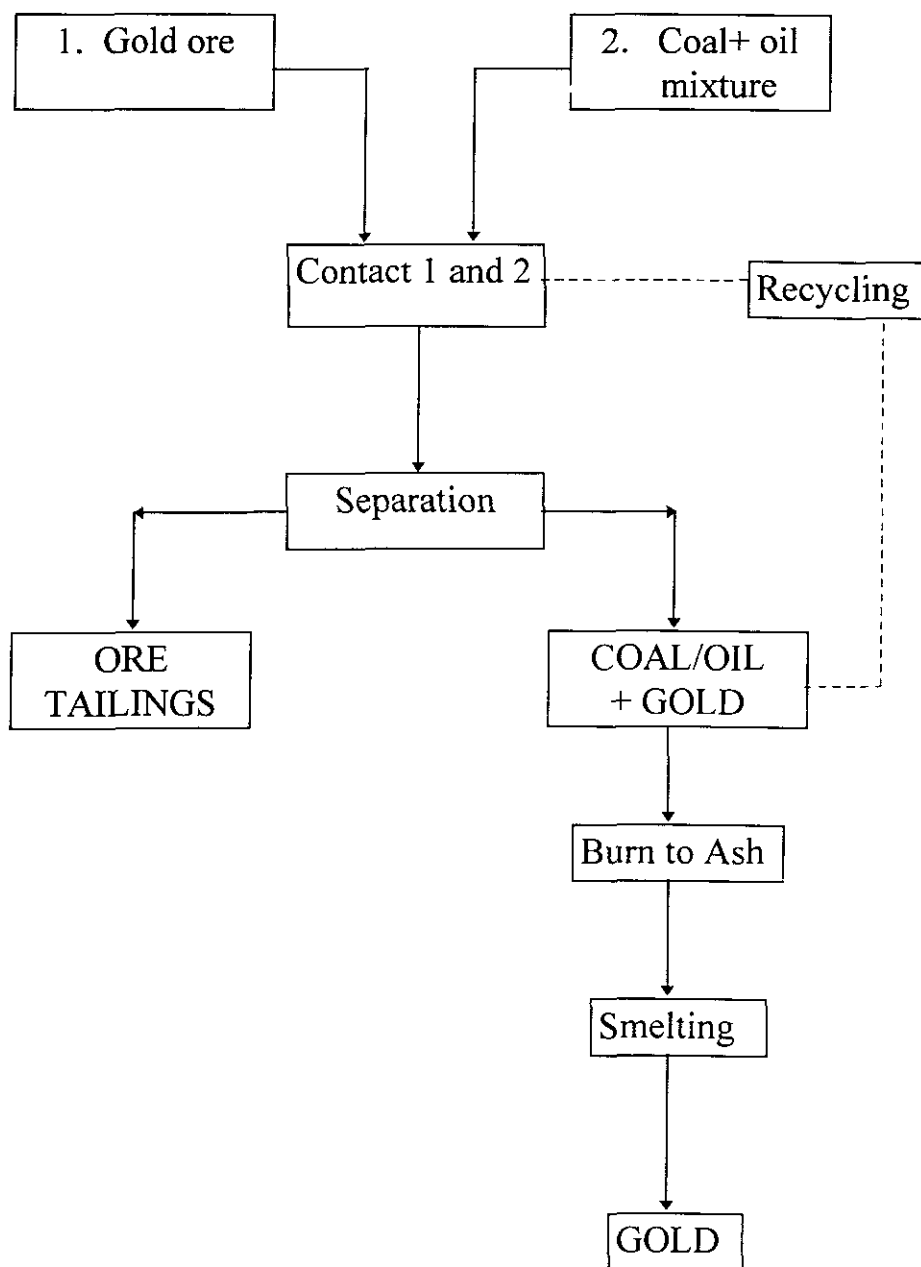 1. Gold ore
2. Coal+ oil
mixture
Contact 1 and 2
Recycling
Separation
ORE
TAILINGS
COAL/OIL
+ GOLD
Burn to Ash
Smelting
GOLD